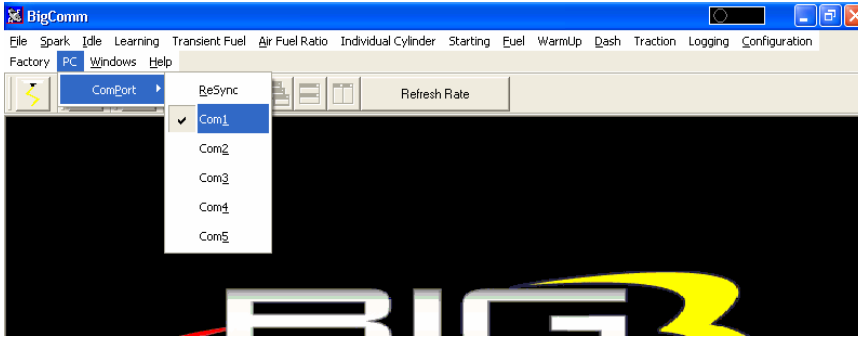 BigComm
File Spark Idle Learning Transient Fuel Air Fuel Ratio Individual Cylinder Starting Fuel WarmUp Dash Traction Logging Configuration
Factory PC Windows Help
ComPort ReSync
Refresh Rate
Com1
Com2
Com3
Com4
Com5
BIG